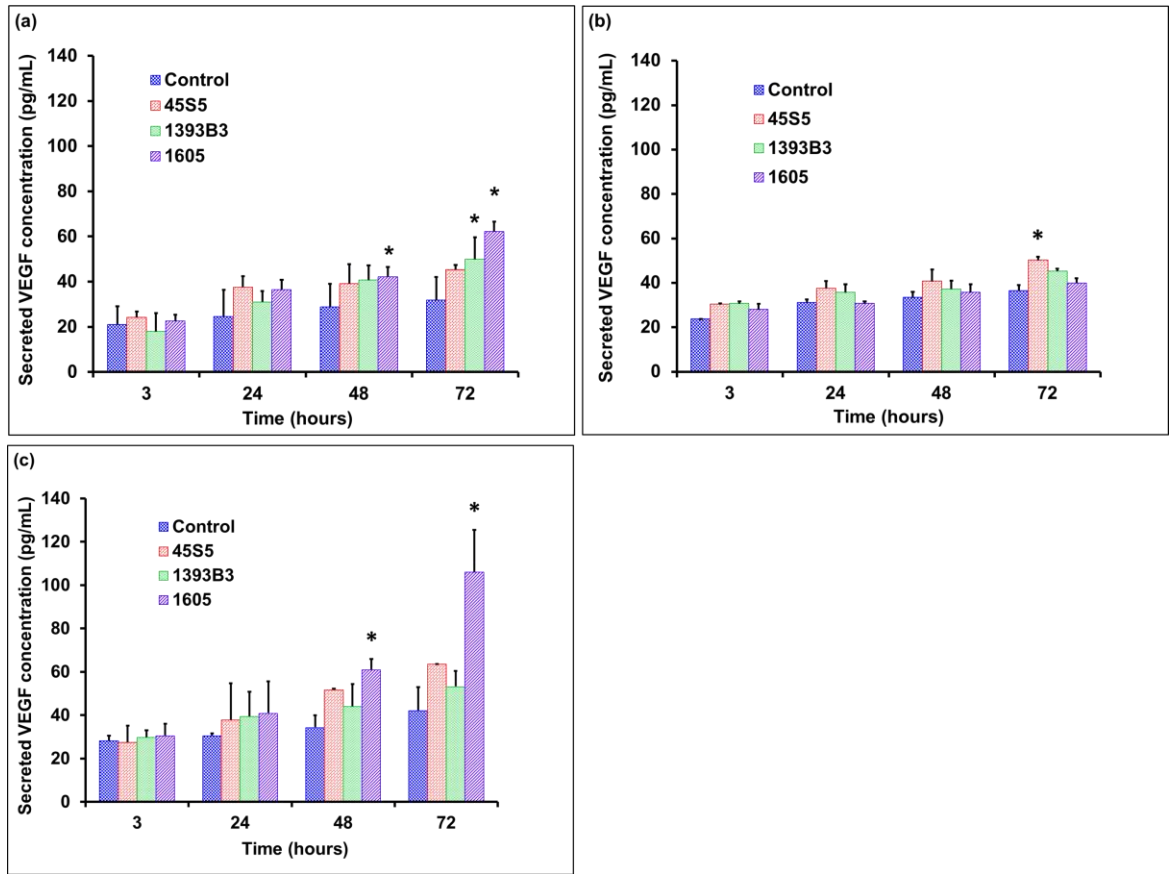 (a)
Secreted VEGF concentration (pg/mL)
140
120
100
80
60
40
20
0
Control
45S5
1393B3
1605
*
*
*
3 24 48 72
Time (hours)
(b)
Secreted VEGF concentration (pg/mL)
140
120
100
80
60
40
20
0
Control
45S5
1393B3
1605
*
3 24 48 72
Time (hours)
(c)
Secreted VEGF concentration (pg/mL)
140
120
100
80
60
40
20
0
Control
45S5
1393B3
1605
*
*
3 24 48 72
Time (hours)